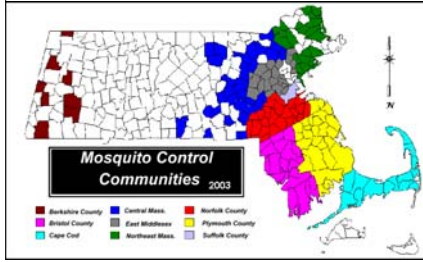 N
Mosquito Control
Communities 2003
Berkshire County
Central Mass.
Norfolk County
Bristol County
East Middlesex
Plymouth County
Cape Cod
Northeast Mass.
Suffolk County